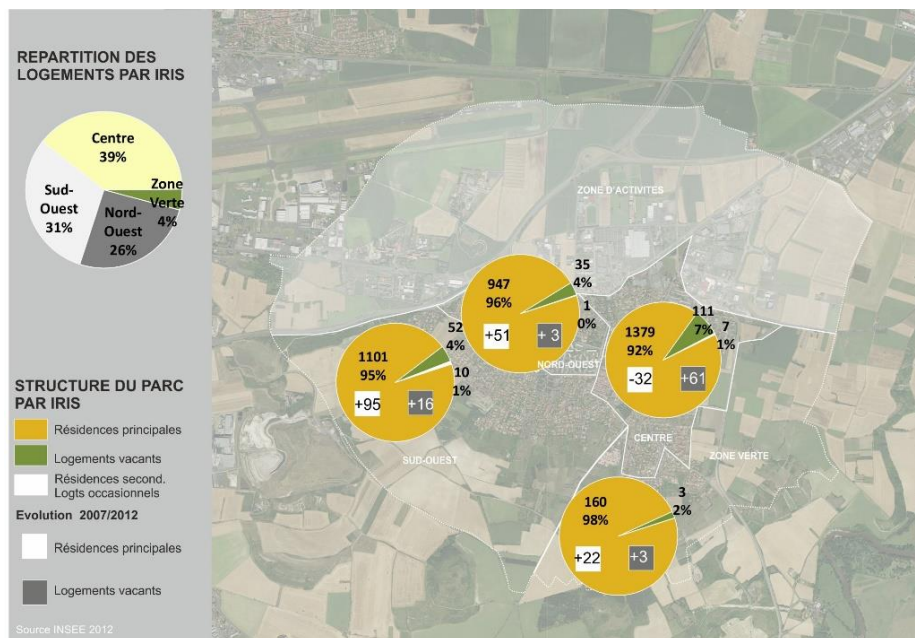 REPARTITION DES
LOGEMENTS PAR IRIS
Centre
39%
Zone
Verte
4%
Sud-
Ouest
31%
Nord-
Ouest
26%
STRUCTURE DU PARC
PAR IRIS
Résidences principales
Logements vacants
Résidences second.
Logts occasionnels
Evolution 2007/2012
Résidences principales
Logements vacants
Source INSEE 2012
ZONE D'ACTIVITES
947
96%
35
4%
1
0%
+51
+ 3
NORD-OUEST
1379
92%
111
7%
7
1%
-32
+61
1101
95%
52
4%
10
1%
+95
+16
SUD-OUEST
CENTRE
ZONE VERTE
160
98%
3
2%
+22
+3